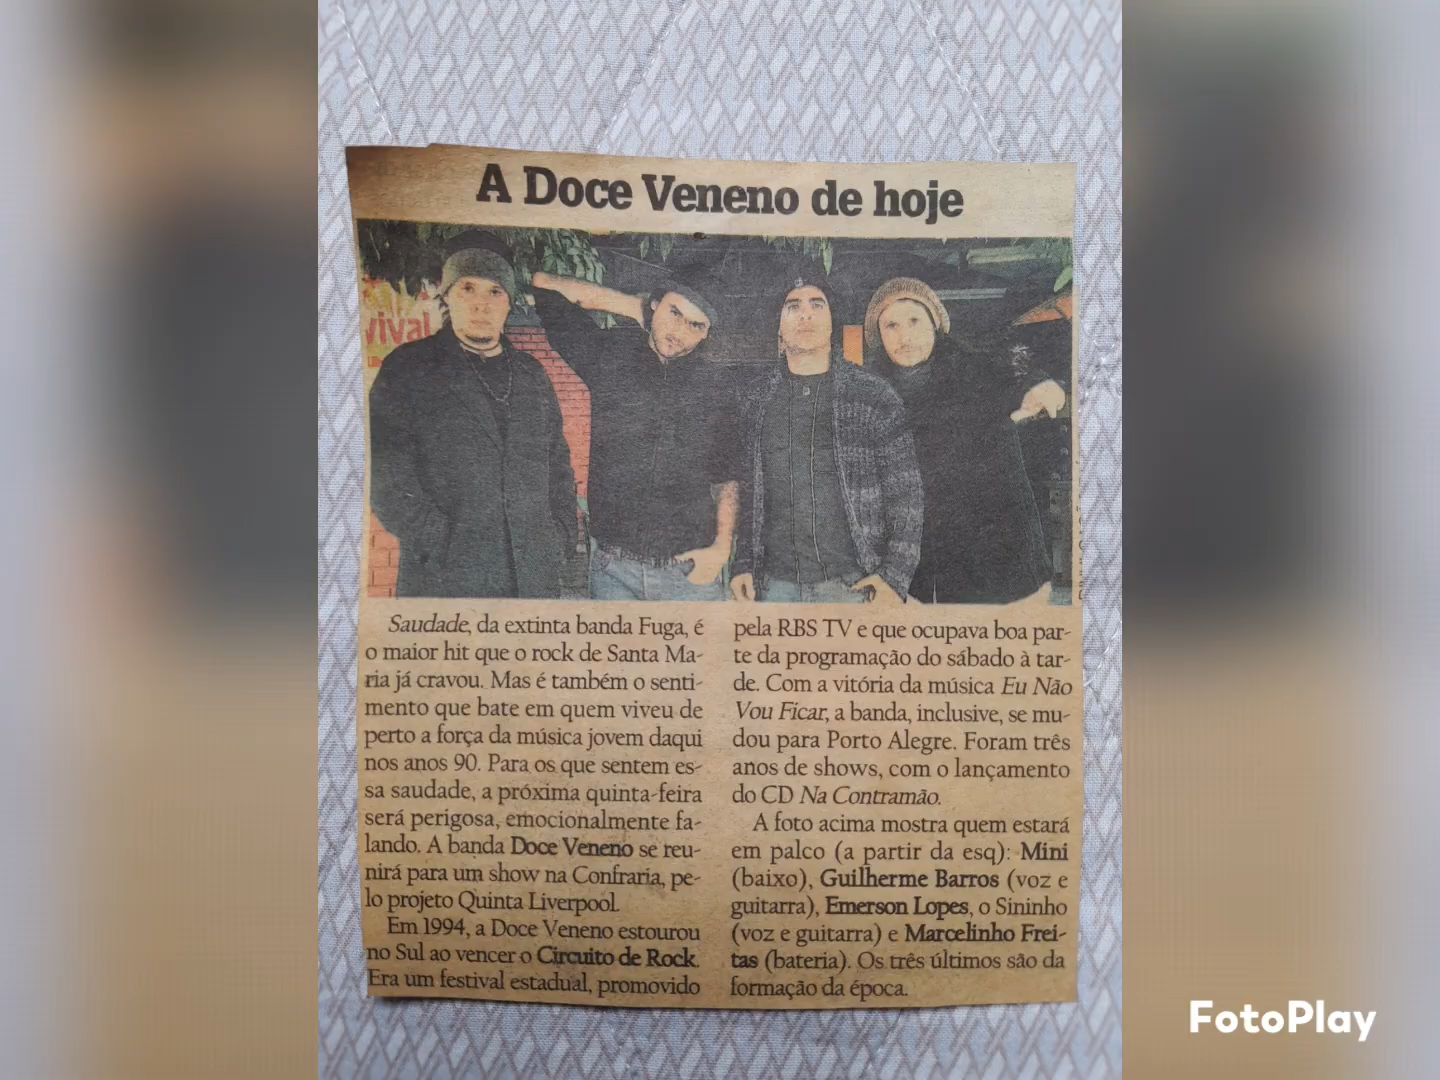 A Doce Veneno de hoje
vival
Saudade, da extinta banda Fuga, é
o maior hit que o rock de Santa Ma-
ria já cravou. Mas é também o senti-
mento que bate em quem viveu de
perto a força da música jovem daqui
nos anos 90. Para os que sentem es-
sa saudade, a próxima quinta-feira
será perigosa, emocionalmente fa-
lando. A banda Doce Veneno se reu-
nirá para um show na Confraria, pe-
lo projeto Quinta Liverpool.
Em 1994, a Doce Veneno estourou
no Sul ao vencer o Circuito de Rock.
Era um festival estadual, promovido
pela RBS TV e que ocupava boa par-
te da programação do sábado à tar-
de. Com a vitória da música Eu Não
Vou Ficar, a banda, inclusive, se mu-
dou para Porto Alegre. Foram três
anos de shows, com o lançamento
do CD Na Contramão.
A foto acima mostra quem estará
em palco (a partir da esq): Mini
(baixo), Guilherme Barros (voz e
guitarra), Emerson Lopes, o Sininho
(voz e guitarra) e Marcelinho Frei-
tas (bateria). Os três últimos são da
formação da época.
FotoPlay